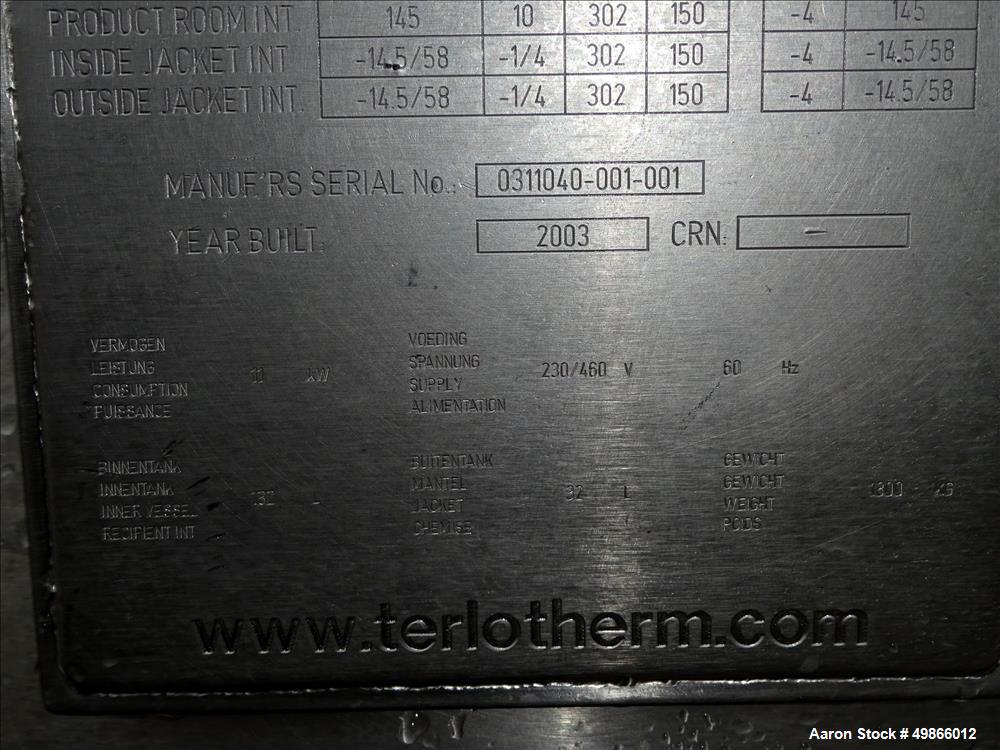 PRODUCT ROOM INT. 145 10 302 150 -4 145
INSIDE JACKET INT -14.5/58 -1/4 302 150 -4 -14.5/58
OUTSIDE JACKET INT. -14.5/58 -1/4 302 150 -4 -14.5/58
MANUF'RS SERIAL No.: 0311040-001-001
YEAR BUILT: 2003 CRN: -
VERMOGEN
LEISTUNG
CONSUMPTION
PUISSANCE
11 kW
VOEDING
SPANNUNG
SUPPLY
ALIMENTATION
230/460 V 60 Hz
BINNENTANK
INNENTANK
INNER VESSEL
RECIPIENT INT
132 L
BUITENTANK
MANTEL
JACKET
CHEMISE
32 L
GEWICHT
GEWICHT
WEIGHT
POIDS
KG
www.terlotherm.com
Aaron Stock # 49866012